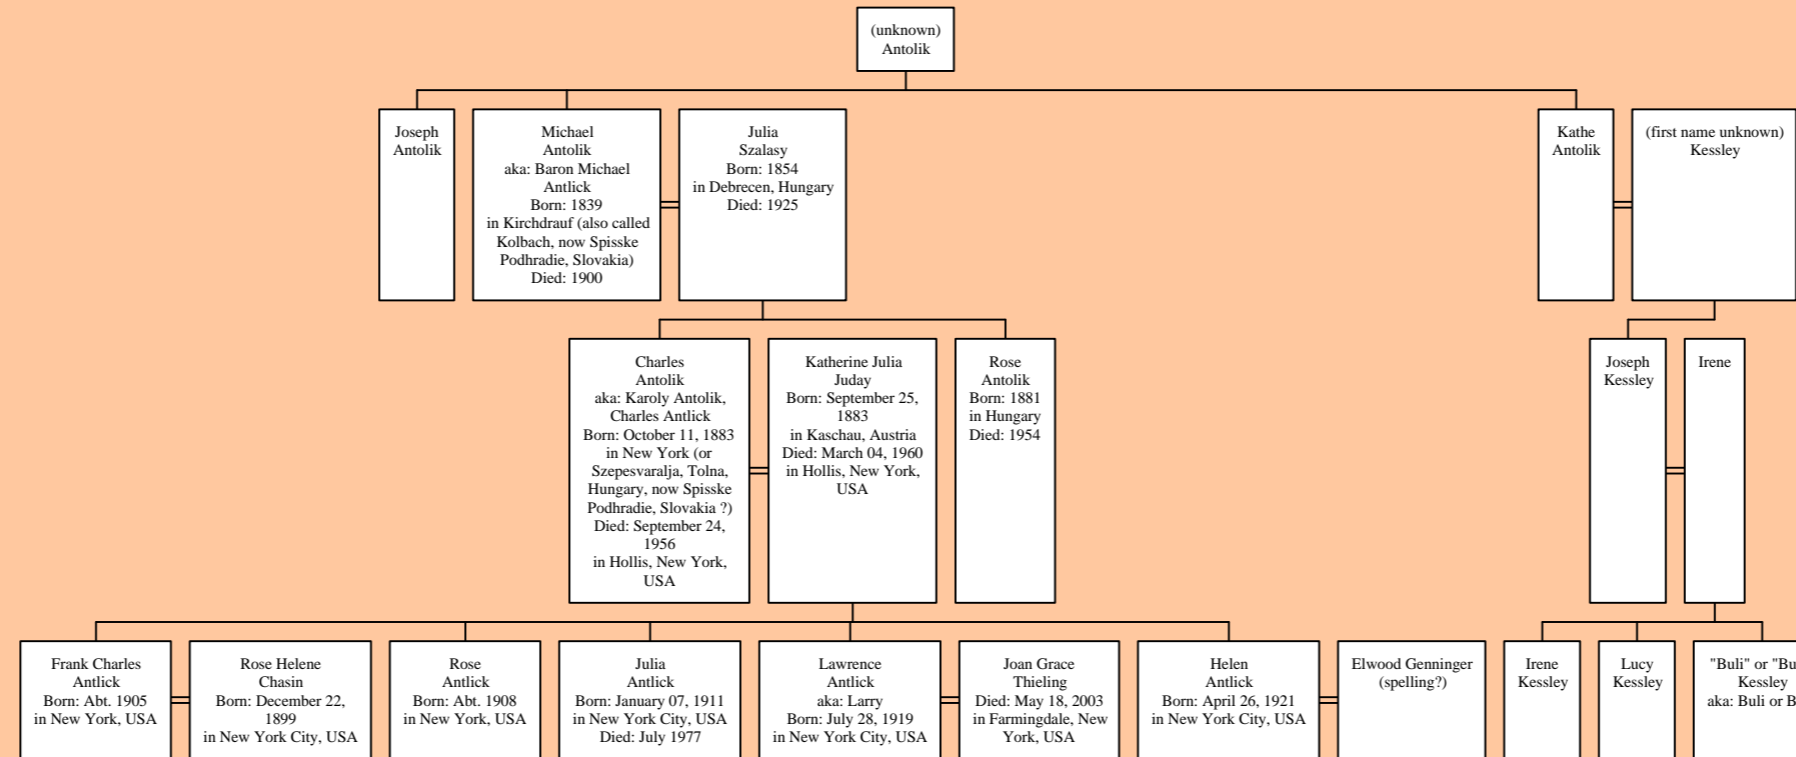 (unknown)
Antolik
Joseph
Antolik
Michael
Antolik
aka: Baron Michael
Antlick
Born: 1839
in Kirchdrauf (also called
Kolbach, now Spisske
Podhradie, Slovakia)
Died: 1900
Julia
Szalasy
Born: 1854
in Debrecen, Hungary
Died: 1925
Kathe
Antolik
(first name unknown)
Kessley
Charles
Antolik
aka: Karoly Antolik,
Charles Antlick
Born: October 11, 1883
in New York (or
Szepesvaralja, Tolna,
Hungary, now Spisske
Podhradie, Slovakia ?)
Died: September 24,
1956
in Hollis, New York,
USA
Katherine Julia
Juday
Born: September 25,
1883
in Kaschau, Austria
Died: March 04, 1960
in Hollis, New York,
USA
Rose
Antolik
Born: 1881
in Hungary
Died: 1954
Joseph
Kessley
Irene
Frank Charles
Antlick
Born: Abt. 1905
in New York, USA
Rose Helene
Chasin
Born: December 22,
1899
in New York City, USA
Rose
Antlick
Born: Abt. 1908
in New York, USA
Julia
Antlick
Born: January 07, 1911
in New York City, USA
Died: July 1977
Lawrence
Antlick
aka: Larry
Born: July 28, 1919
in New York City, USA
Joan Grace
Thieling
Died: May 18, 2003
in Farmingdale, New
York, USA
Helen
Antlick
Born: April 26, 1921
in New York City, USA
Elwood Genninger
(spelling?)
Irene
Kessley
Lucy
Kessley
"Buli" or "Bu
Kessley
aka: Buli or B